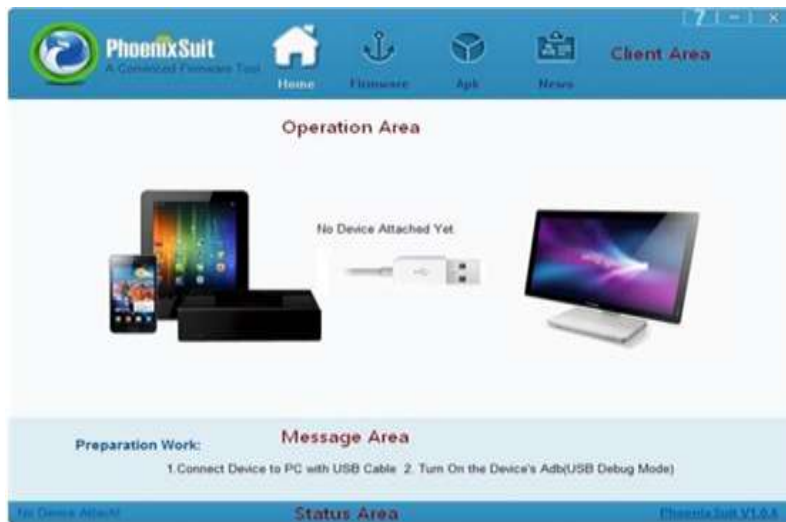 ?
PhoenixSuit
A Convinced Firmware Tool
Home
Firmware
Apk
News
Client Area
Operation Area
No Device Attached Yet
Message Area
Preparation Work:
1.Connect Device to PC with USB Cable 2. Turn On the Device's Adb(USB Debug Mode)
No Device Attach!
Status Area
PhoenixSuit V1.0.6